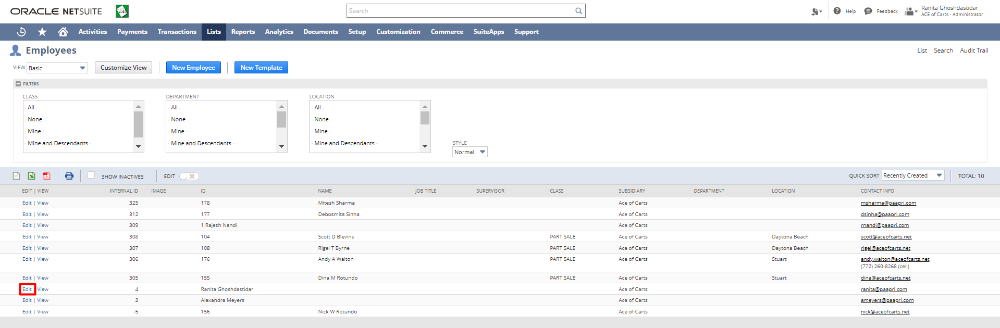 ORACLE NETSUITE
Search
Help
Feedback
Ranita Ghoshdastidar
ACE of Carts - Administrator
Activities Payments Transactions Lists Reports Analytics Documents Setup Customization Commerce SuiteApps Support
Employees
List Search Audit Trail
VIEW Basic Customize View New Employee New Template
FILTERS
CLASS DEPARTMENT LOCATION
- All - - All - - All -
- None - - None - - None -
- Mine - - Mine - - Mine -
- Mine and Descendants - - Mine and Descendants - - Mine and Descendants -
STYLE
Normal
SHOW INACTIVES EDIT QUICK SORT Recently Created TOTAL: 10
EDIT | VIEW INTERNAL ID IMAGE ID NAME JOB TITLE SUPERVISOR CLASS SUBSIDIARY DEPARTMENT LOCATION CONTACT INFO
Edit | View 325 178 Mitesh Sharma Ace of Carts msharma@paapri.com
Edit | View 312 177 Debosmita Sinha Ace of Carts dsinha@paapri.com
Edit | View 309 1 Rajesh Nandi Ace of Carts rnandi@paapri.com
Edit | View 308 104 Scott D Blevins PART SALE Ace of Carts Daytona Beach scott@aceofcarts.net
Edit | View 307 108 Rigel T Byrne PART SALE Ace of Carts Daytona Beach rigel@aceofcarts.net
Edit | View 306 176 Andy A Walton PART SALE Ace of Carts Stuart andy.walton@aceofcarts.net
(772) 260-8268 (cell)
Edit | View 305 155 Dina M Rotundo PART SALE Ace of Carts Stuart dina@aceofcarts.net
Edit | View 4 Ranita Ghoshdastidar Ace of Carts ranita@paapri.com
Edit | View 3 Alexandra Meyers Ace of Carts ameyers@paapri.com
Edit | View -5 156 Nick W Rotundo Ace of Carts nick@aceofcarts.net